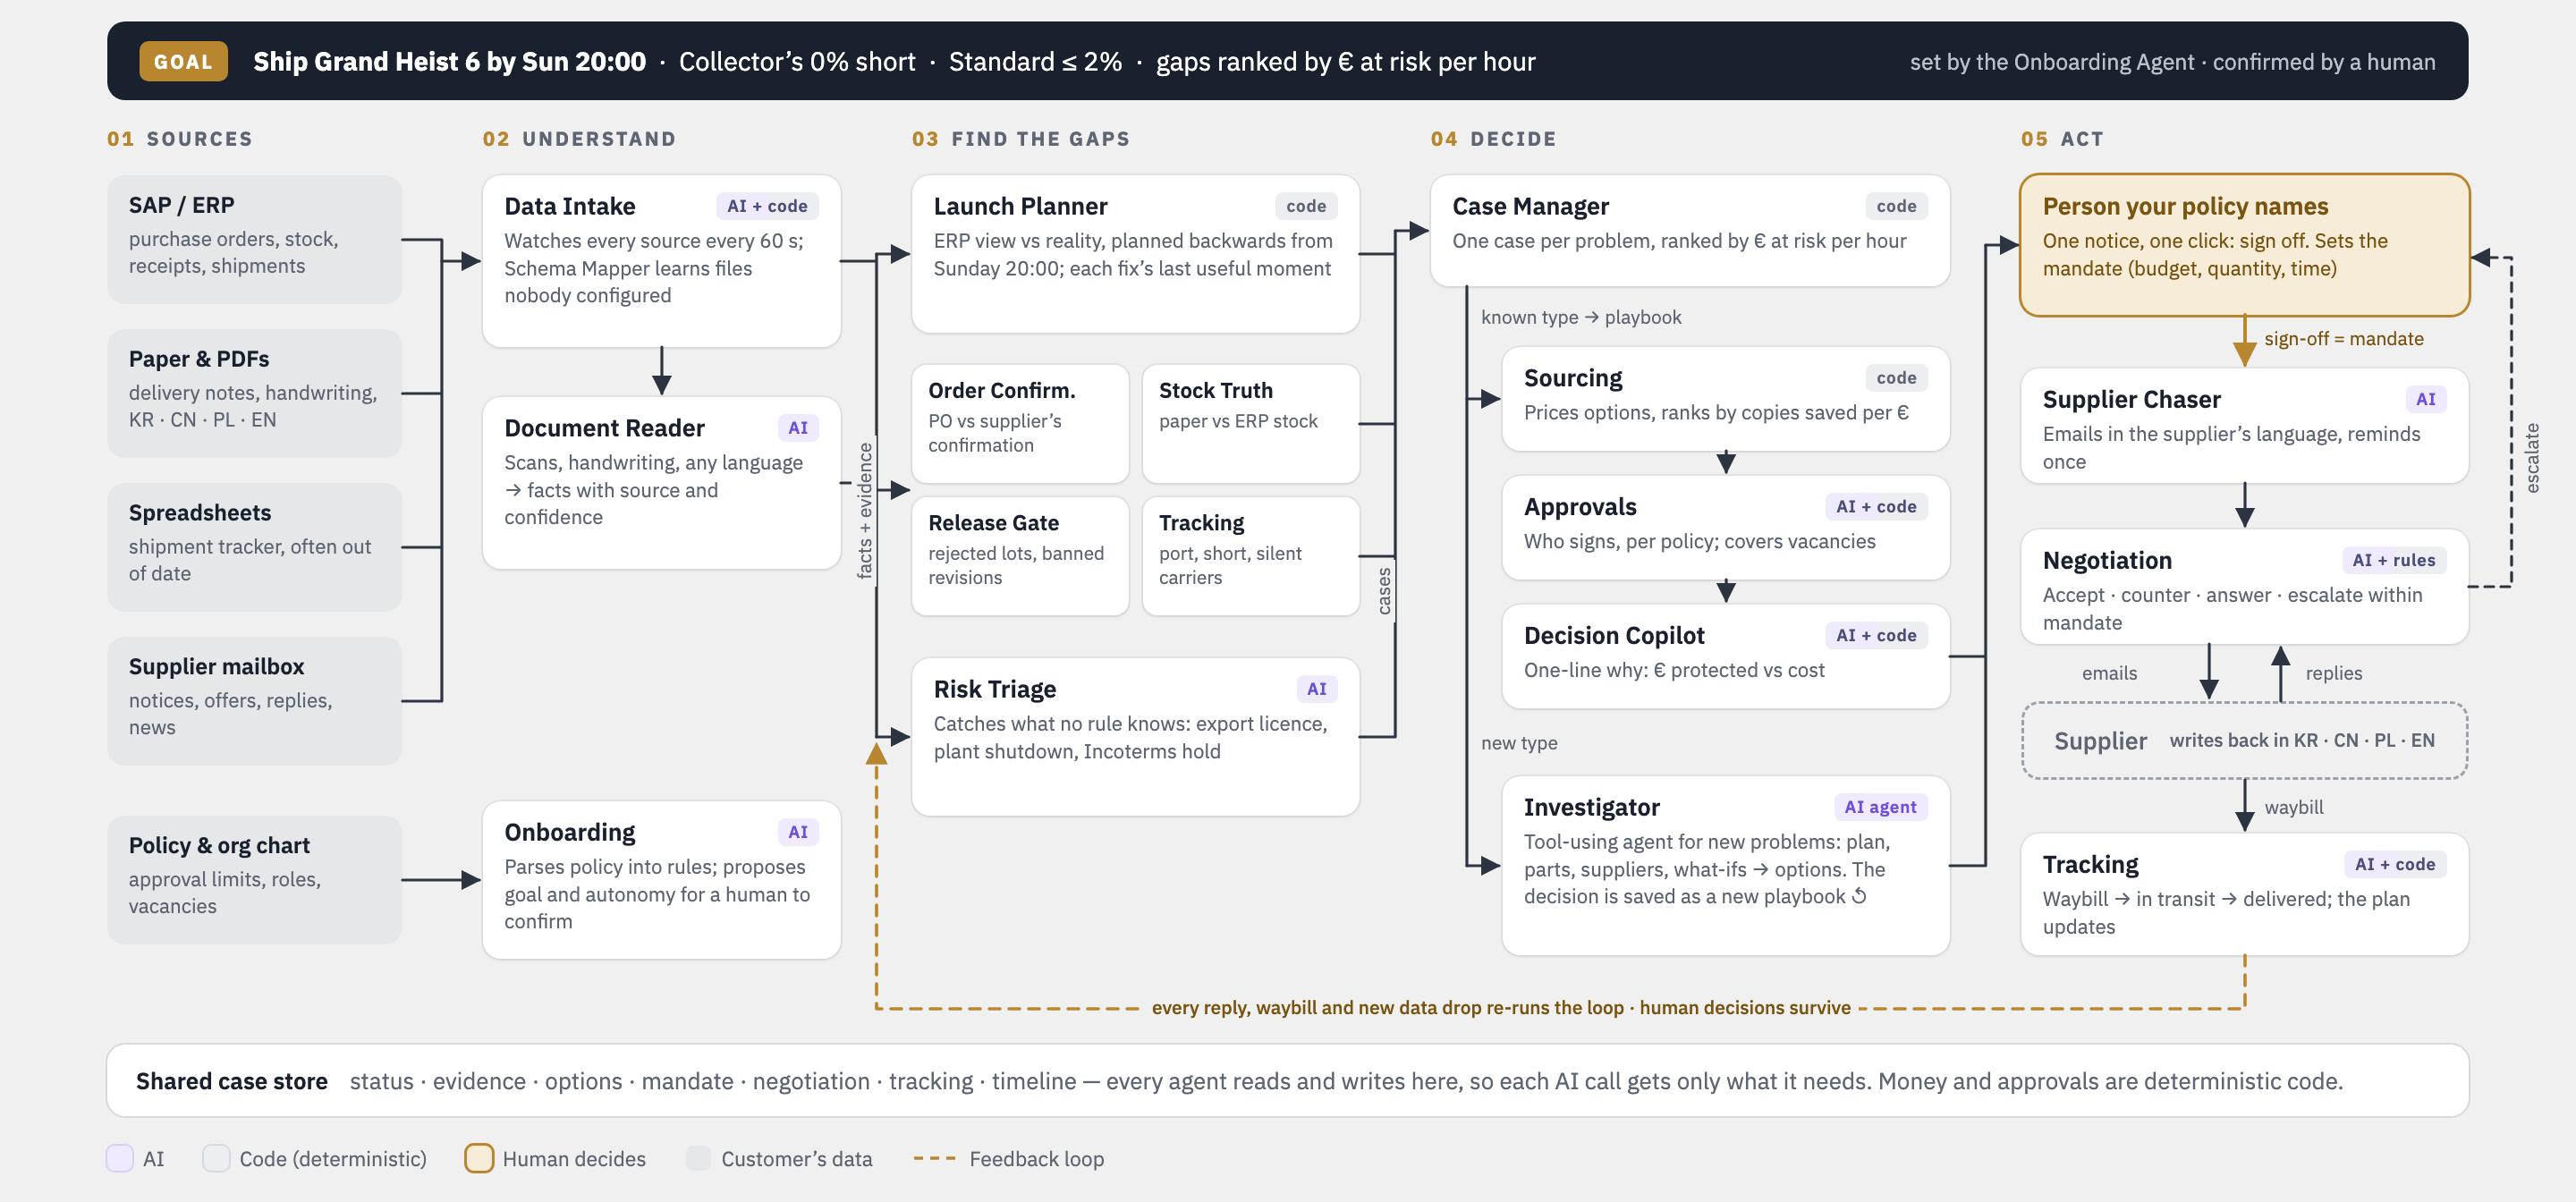 GOAL Ship Grand Heist 6 by Sun 20:00 · Collector’s 0% short · Standard ≤ 2% · gaps ranked by € at risk per hour
set by the Onboarding Agent · confirmed by a human
01 SOURCES
SAP / ERP
purchase orders, stock,
receipts, shipments
Paper & PDFs
delivery notes, handwriting,
KR · CN · PL · EN
Spreadsheets
shipment tracker, often out
of date
Supplier mailbox
notices, offers, replies,
news
Policy & org chart
approval limits, roles,
vacancies
02 UNDERSTAND
Data Intake
AI + code
Watches every source every 60 s;
Schema Mapper learns files
nobody configured
Document Reader
AI
Scans, handwriting, any language
→ facts with source and
confidence
Onboarding
AI
Parses policy into rules; proposes
goal and autonomy for a human to
confirm
facts + evidence
03 FIND THE GAPS
Launch Planner
code
ERP view vs reality, planned backwards from
Sunday 20:00; each fix’s last useful moment
Order Confirm.
PO vs supplier’s
confirmation
Stock Truth
paper vs ERP stock
Release Gate
rejected lots, banned
revisions
Tracking
port, short, silent
carriers
Risk Triage
AI
Catches what no rule knows: export licence,
plant shutdown, Incoterms hold
cases
04 DECIDE
Case Manager
code
One case per problem, ranked by € at risk per hour
known type → playbook
Sourcing
code
Prices options, ranks by copies saved per €
Approvals
AI + code
Who signs, per policy; covers vacancies
Decision Copilot
AI + code
One-line why: € protected vs cost
new type
Investigator
AI agent
Tool-using agent for new problems: plan,
parts, suppliers, what-ifs → options. The
decision is saved as a new playbook ↺
05 ACT
Person your policy names
One notice, one click: sign off. Sets the
mandate (budget, quantity, time)
sign-off = mandate
Supplier Chaser
AI
Emails in the supplier’s language, reminds
once
Negotiation
AI + rules
Accept · counter · answer · escalate within
mandate
escalate
emails
replies
Supplier writes back in KR · CN · PL · EN
waybill
Tracking
AI + code
Waybill → in transit → delivered; the plan
updates
every reply, waybill and new data drop re-runs the loop · human decisions survive
Shared case store status · evidence · options · mandate · negotiation · tracking · timeline — every agent reads and writes here, so each AI call gets only what it needs. Money and approvals are deterministic code.
AI
Code (deterministic)
Human decides
Customer’s data
Feedback loop